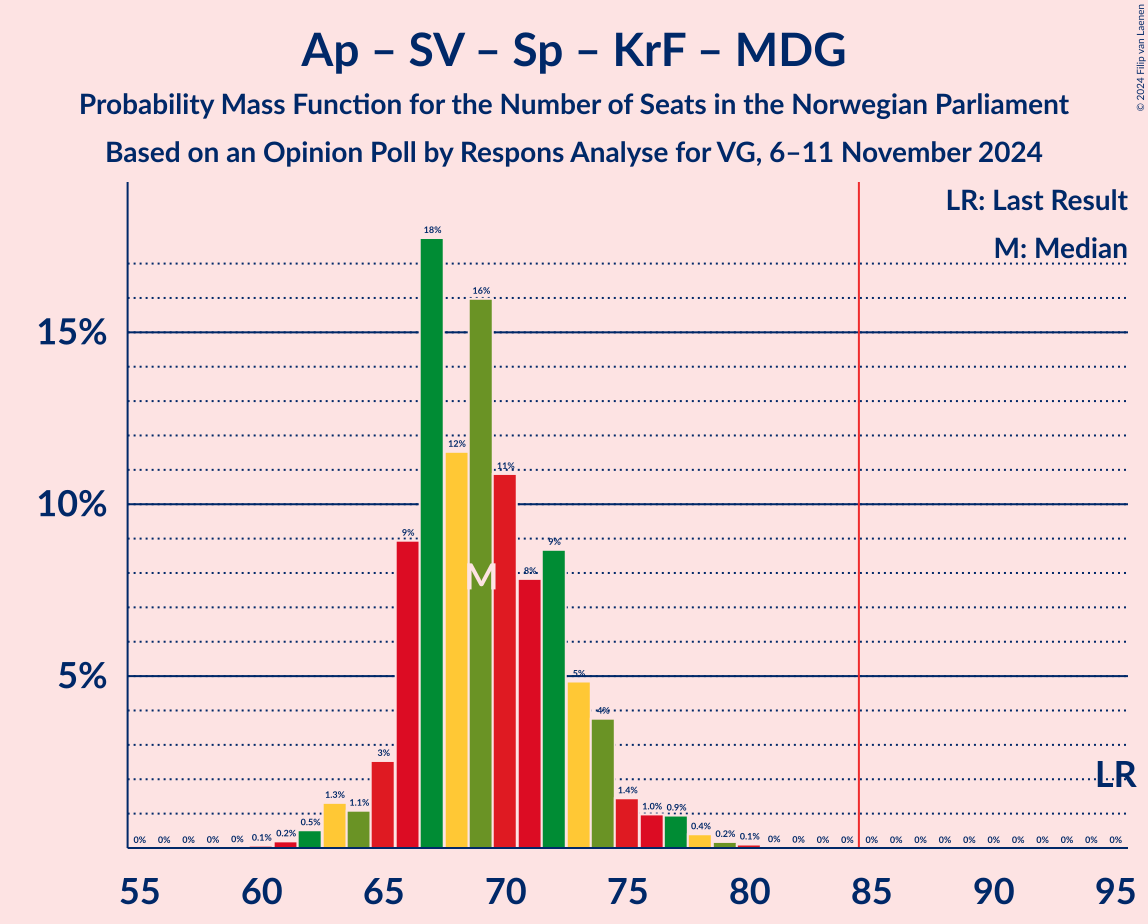 Ap – SV – Sp – KrF – MDG
Probability Mass Function for the Number of Seats in the Norwegian Parliament
Based on an Opinion Poll by Respons Analyse for VG, 6–11 November 2024
© 2024 Filip van Laenen
LR: Last Result
M: Median
15%
10%
5%
0% 0% 0% 0% 0% 0.1% 0.2% 0.5% 1.3% 1.1% 3% 9% 18% 12% 16% 11% 8% 9% 5% 4% 1.4% 1.0% 0.9% 0.4% 0.2% 0.1% 0% 0% 0% 0% 0% 0% 0% 0% 0% 0% 0% 0% 0% 0% 0%
M
LR
55 60 65 70 75 80 85 90 95